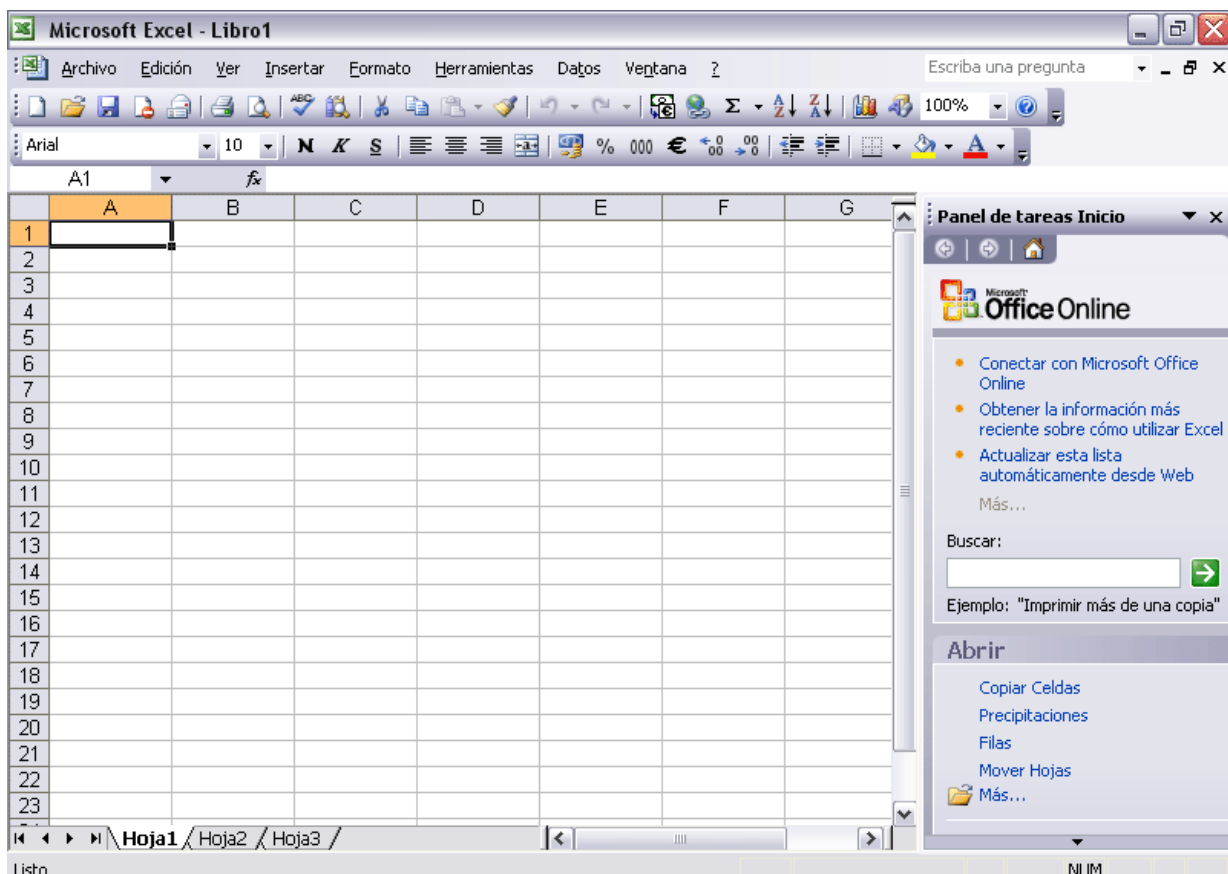 Microsoft Excel - Libro1
Archivo Edición Ver Insertar Formato Herramientas Datos Ventana ? Escriba una pregunta
ABC Σ A Z Z A 100% ?
Arial 10 N K S a % 000 € ,00 A
A1 fx
A B C D E F G
1
2
3
4
5
6
7
8
9
10
11
12
13
14
15
16
17
18
19
20
21
22
23
Hoja1 Hoja2 Hoja3
Listo NUM
Panel de tareas Inicio
Microsoft
Office Online
Conectar con Microsoft Office
Online
Obtener la información más
reciente sobre cómo utilizar Excel
Actualizar esta lista
automáticamente desde Web
Más...
Buscar:
Ejemplo: "Imprimir más de una copia"
Abrir
Copiar Celdas
Precipitaciones
Filas
Mover Hojas
Más...